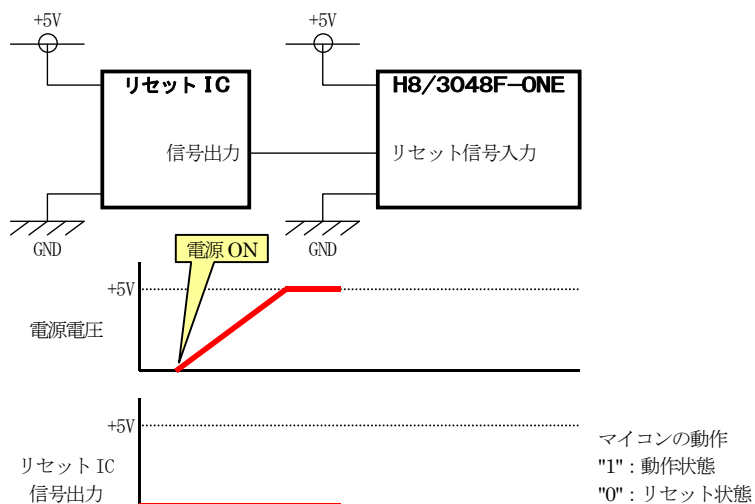 +5V
+5V
リセット IC
H8/3048F-ONE
信号出力
リセット信号入力
GND
GND
電源 ON
+5V
電源電圧
+5V
リセット IC
信号出力
マイコンの動作
"1"：動作状態
"0"：リセット状態